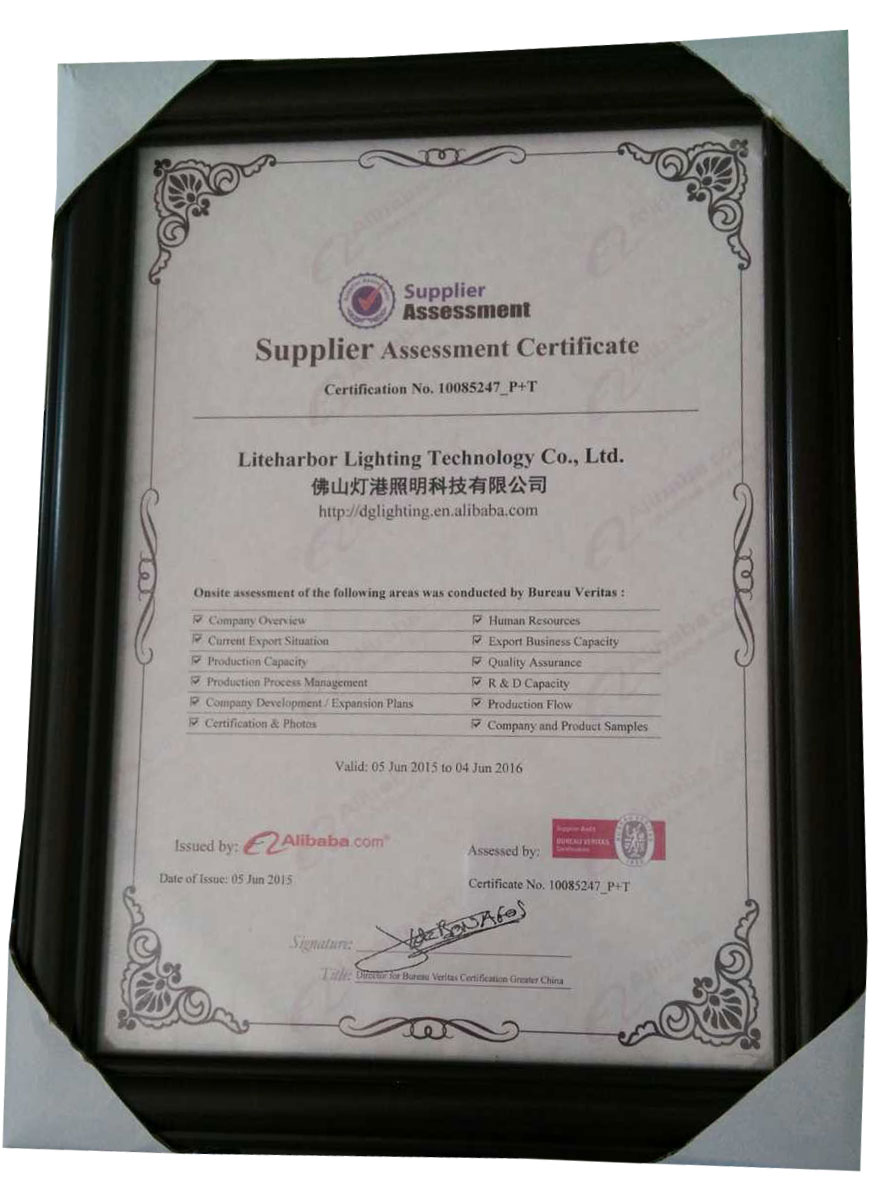 Supplier
Assessment
Supplier Assessment Certificate
Certification No. 10085247_P+T
Liteharbor Lighting Technology Co., Ltd.
佛山灯港照明科技有限公司
http://dglighting.en.alibaba.com
Onsite assessment of the following areas was conducted by Bureau Veritas :
Company Overview Human Resources
Current Export Situation Export Business Capacity
Production Capacity Quality Assurance
Production Process Management R & D Capacity
Company Development / Expansion Plans Production Flow
Certification & Photos Company and Product Samples
Valid: 05 Jun 2015 to 04 Jun 2016
Issued by: Alibaba.com®
Date of Issue: 05 Jun 2015
Assessed by:
Supplier Audit
BUREAU VERITAS
Certification
Certificate No. 10085247_P+T
Signature:
Title: Director for Bureau Veritas Certification Greater China